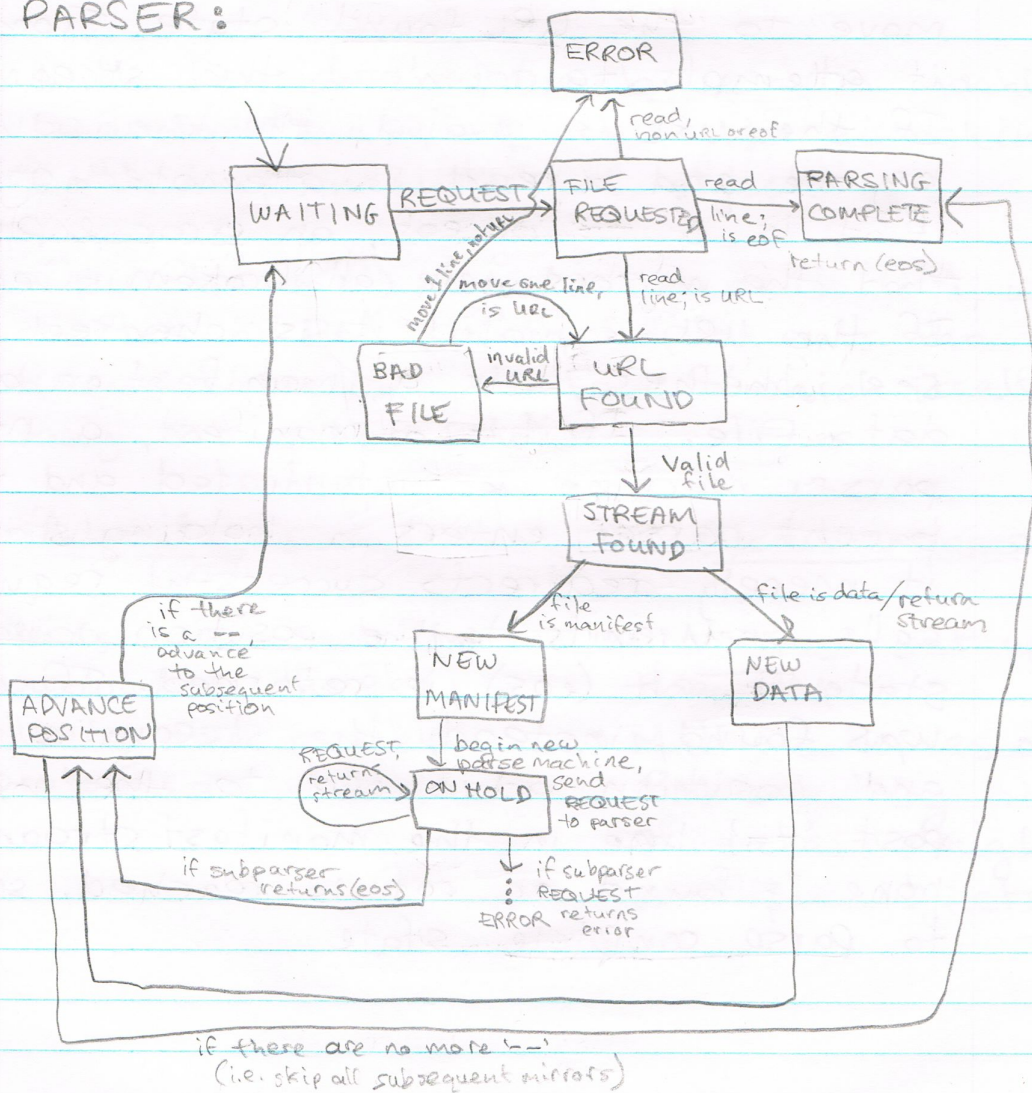 PARSER:
ERROR
read,
non URL or eof
WAITING
REQUEST
FILE
REQUESTED
read
line;
is eof
PARSING
COMPLETE
return (eos)
move 1 line, not URL
move one line,
is URL
read
line; is URL
BAD
FILE
invalid
URL
URL
FOUND
Valid
file
STREAM
FOUND
if there
is a --,
advance
to the
subsequent
position
file
is manifest
file is data/return
stream
NEW
MANIFEST
NEW
DATA
ADVANCE
POSITION
REQUEST,
return
stream
begin new
parse machine,
send
REQUEST
to parser
ON HOLD
if subparser
returns (eos)
if subparser
REQUEST
returns
error
ERROR
if there are no more '--'
(i.e. skip all subsequent mirrors)